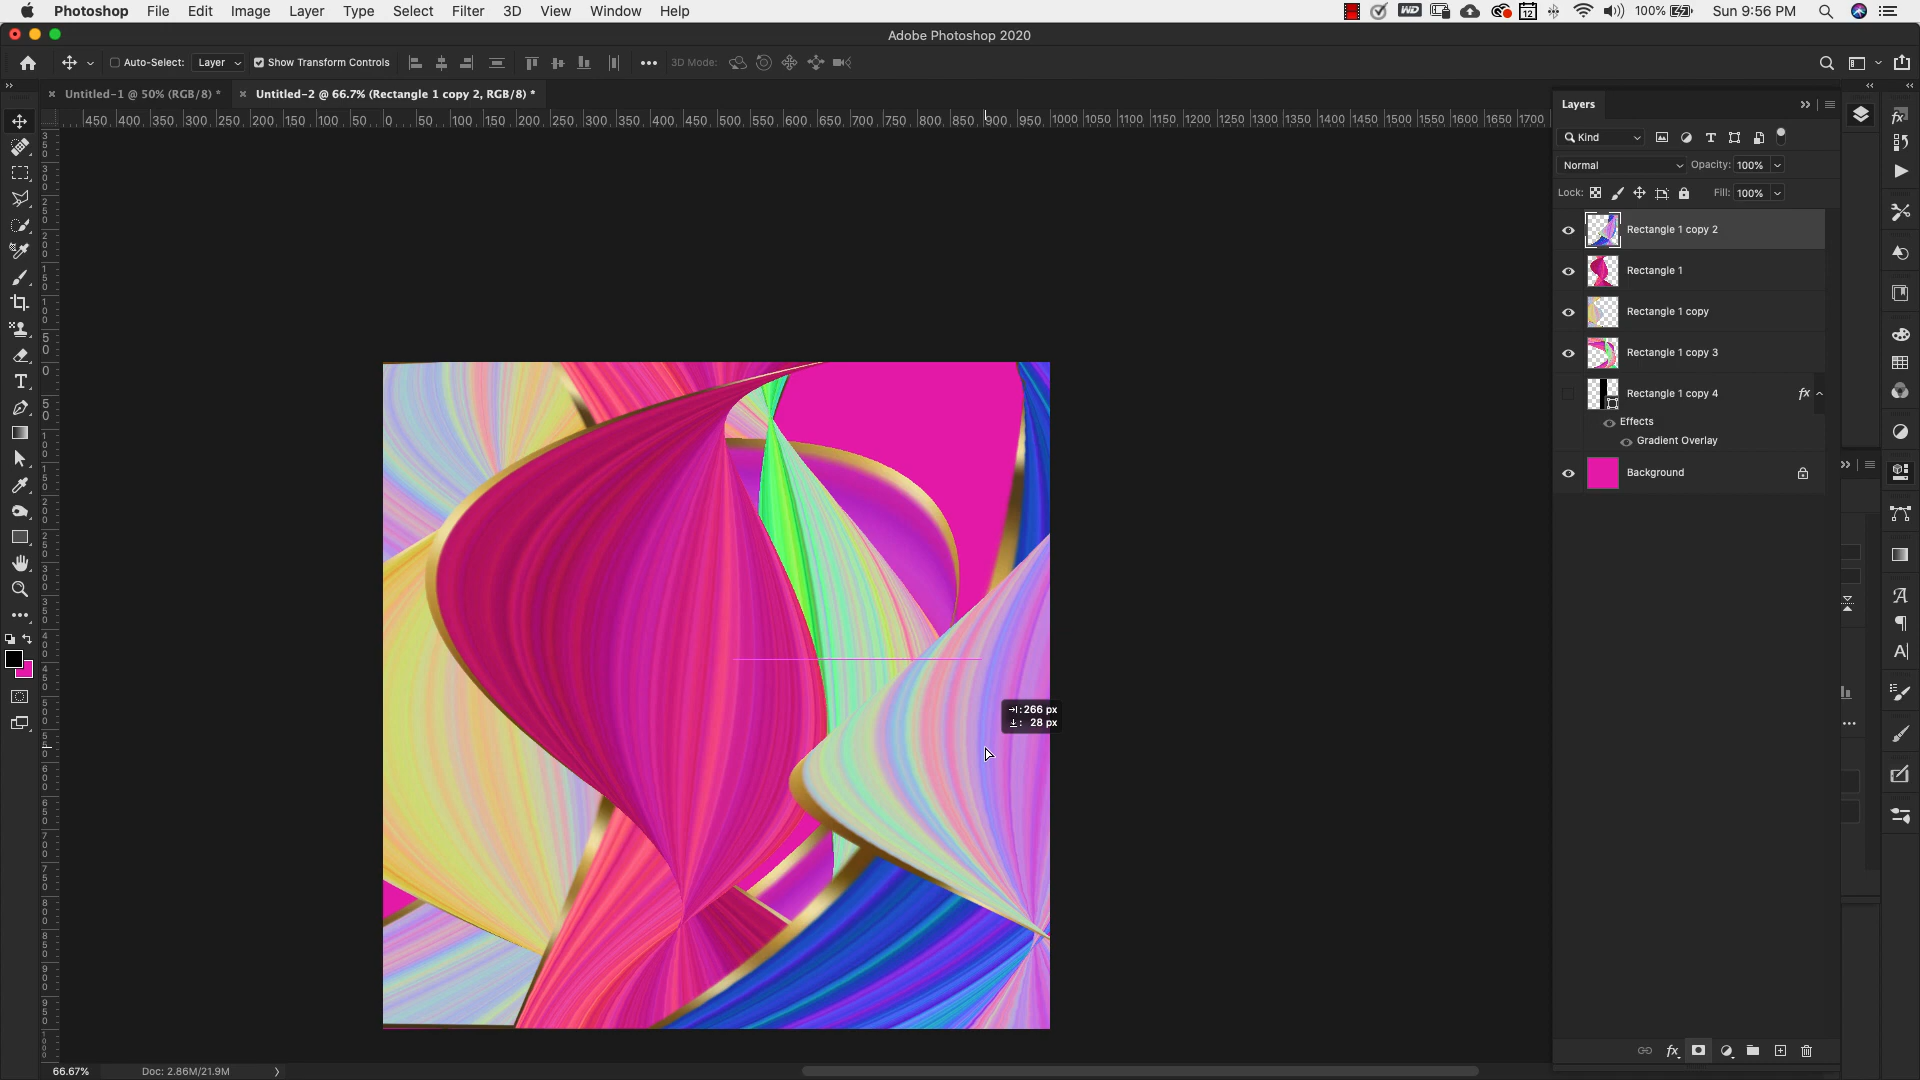 Photoshop File Edit Image Layer Type Select Filter 3D View Window Help 100% Sun 9:56 PM
Adobe Photoshop 2020
Auto-Select: Layer Show Transform Controls 3D Mode:
Untitled-1 @ 50% (RGB/8) * Untitled-2 @ 66.7% (Rectangle 1 copy 2, RGB/8) *
450 400 350 300 250 200 150 100 50 0 50 100 150 200 250 300 350 400 450 500 550 600 650 700 750 800 850 900 950 1000 1050 1100 1150 1200 1250 1300 1350 1400 1450 1500 1550 1600 1650 1700
Layers
Kind
Normal Opacity: 100%
Lock: Fill: 100%
Rectangle 1 copy 2
Rectangle 1
Rectangle 1 copy
Rectangle 1 copy 3
Rectangle 1 copy 4 fx
Effects
Gradient Overlay
Background
266 px
28 px
66.67% Doc: 2.86M/21.9M